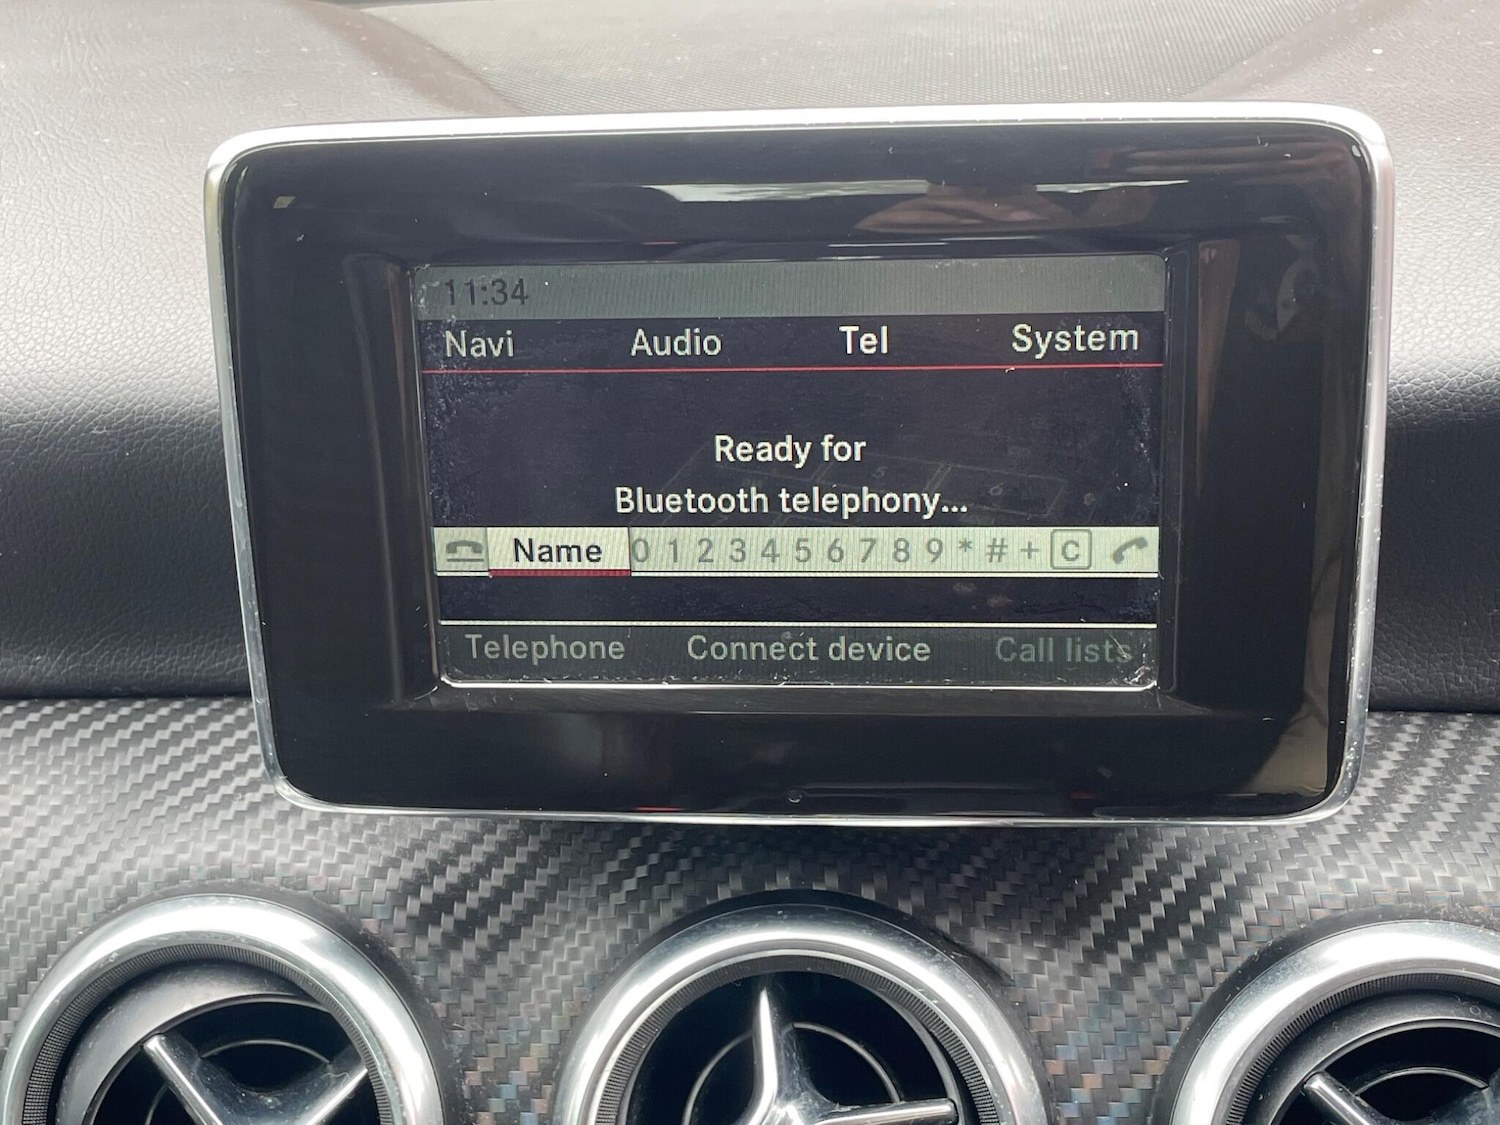 11:34
Navi Audio Tel System
Ready for
Bluetooth telephony...
Name 0 1 2 3 4 5 6 7 8 9 * # + C
Telephone Connect device Call lists